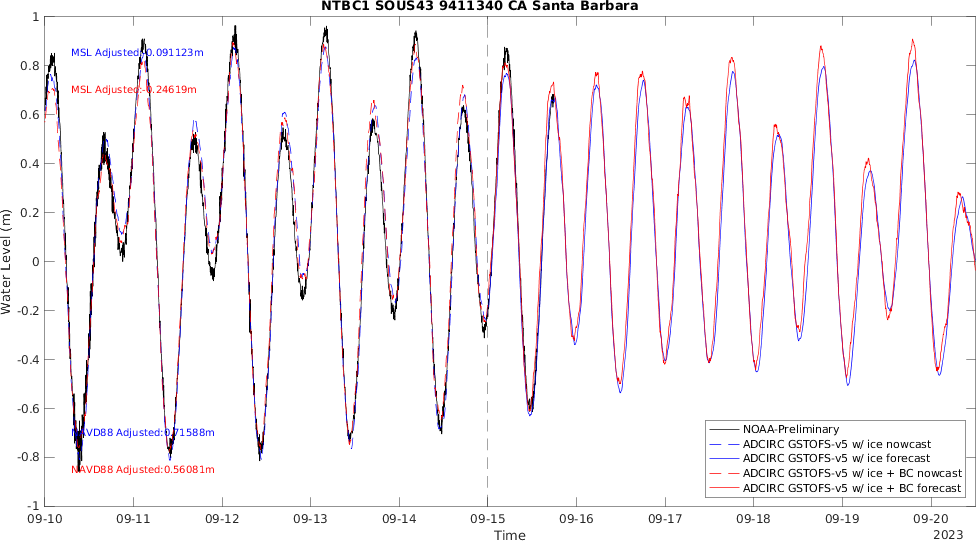 NTBC1 SOUS43 9411340 CA Santa Barbara
1
0.8
0.6
0.4
0.2
0
-0.2
-0.4
-0.6
-0.8
-1
Water Level (m)
MSL Adjusted:-0.091123m
MSL Adjusted:-0.24619m
NAVD88 Adjusted:0.71588m
NAVD88 Adjusted:0.56081m
NOAA-Preliminary
ADCIRC GSTOFS-v5 w/ ice nowcast
ADCIRC GSTOFS-v5 w/ ice forecast
ADCIRC GSTOFS-v5 w/ ice + BC nowcast
ADCIRC GSTOFS-v5 w/ ice + BC forecast
09-10 09-11 09-12 09-13 09-14 09-15 09-16 09-17 09-18 09-19 09-20
Time
2023